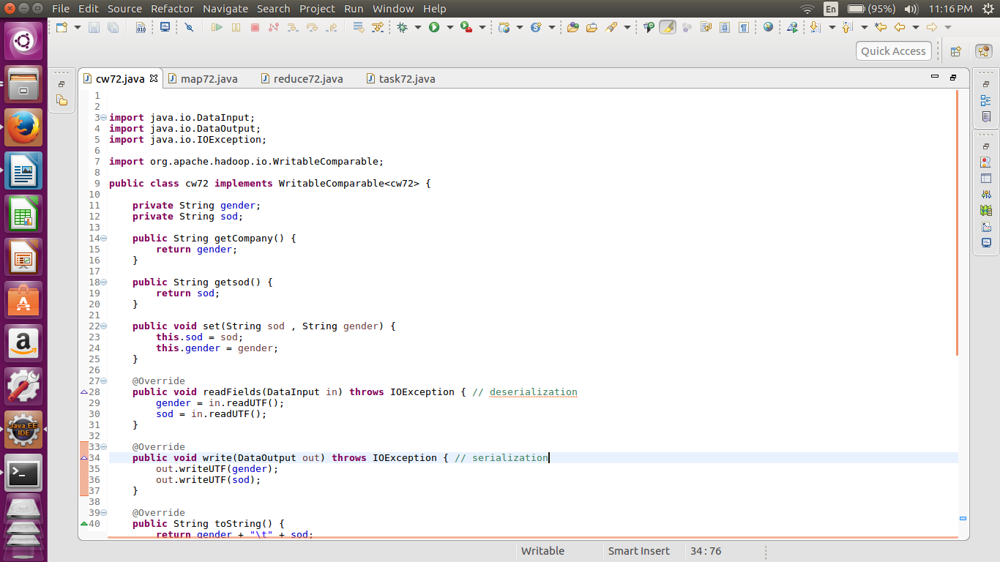 File Edit Source Refactor Navigate Search Project Run Window Help En (95%) 11:16 PM
Quick Access
cw72.java map72.java reduce72.java task72.java
1
2
3 import java.io.DataInput;
4 import java.io.DataOutput;
5 import java.io.IOException;
6
7 import org.apache.hadoop.io.WritableComparable;
8
9 public class cw72 implements WritableComparable<cw72> {
10
11 private String gender;
12 private String sod;
13
14 public String getCompany() {
15 return gender;
16 }
17
18 public String getsod() {
19 return sod;
20 }
21
22 public void set(String sod , String gender) {
23 this.sod = sod;
24 this.gender = gender;
25 }
26
27 @Override
28 public void readFields(DataInput in) throws IOException { // deserialization
29 gender = in.readUTF();
30 sod = in.readUTF();
31 }
32
33 @Override
34 public void write(DataOutput out) throws IOException { // serialization
35 out.writeUTF(gender);
36 out.writeUTF(sod);
37 }
38
39 @Override
40 public String toString() {
return gender + "\t" + sod;
Java EE
IDE
Writable Smart Insert 34 : 76